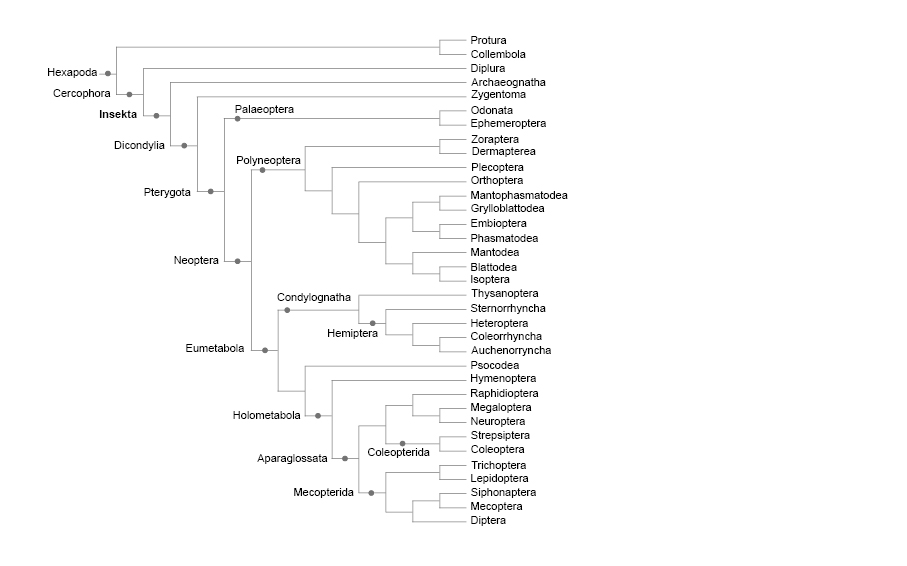 Protura
Collembola
Diplura
Hexapoda
Archaeognatha
Cercophora
Zygentoma
Insekta
Palaeoptera
Odonata
Ephemeroptera
Dicondylia
Zoraptera
Dermapterea
Polyneoptera
Plecoptera
Orthoptera
Pterygota
Mantophasmatodea
Grylloblattodea
Embioptera
Phasmatodea
Mantodea
Neoptera
Blattodea
Isoptera
Thysanoptera
Condylognatha
Sternorrhyncha
Heteroptera
Hemiptera
Coleorrhyncha
Eumetabola
Auchenorryncha
Psocodea
Hymenoptera
Raphidioptera
Megaloptera
Holometabola
Neuroptera
Strepsiptera
Coleoptera
Coleopterida
Aparaglossata
Trichoptera
Lepidoptera
Mecopterida
Siphonaptera
Mecoptera
Diptera